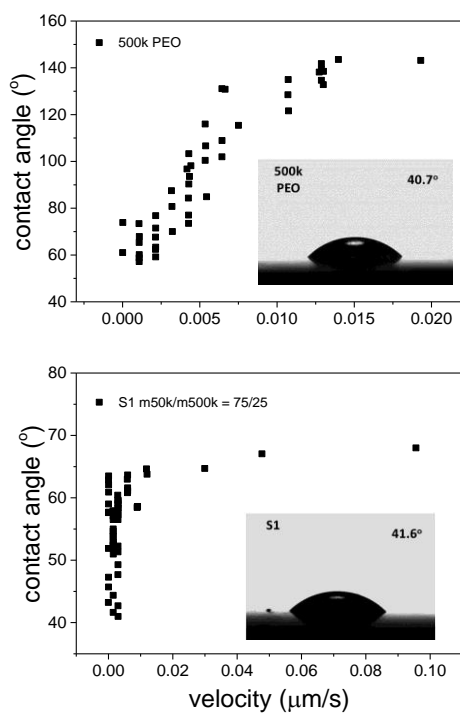 160
140
120
100
80
60
40
contact angle (°)
500k PEO
500k
PEO
40.7°
0.000 0.005 0.010 0.015 0.020
80
70
60
50
40
contact angle (°)
S1 m50k/m500k = 75/25
S1
41.6°
0.00 0.02 0.04 0.06 0.08 0.10
velocity (μm/s)